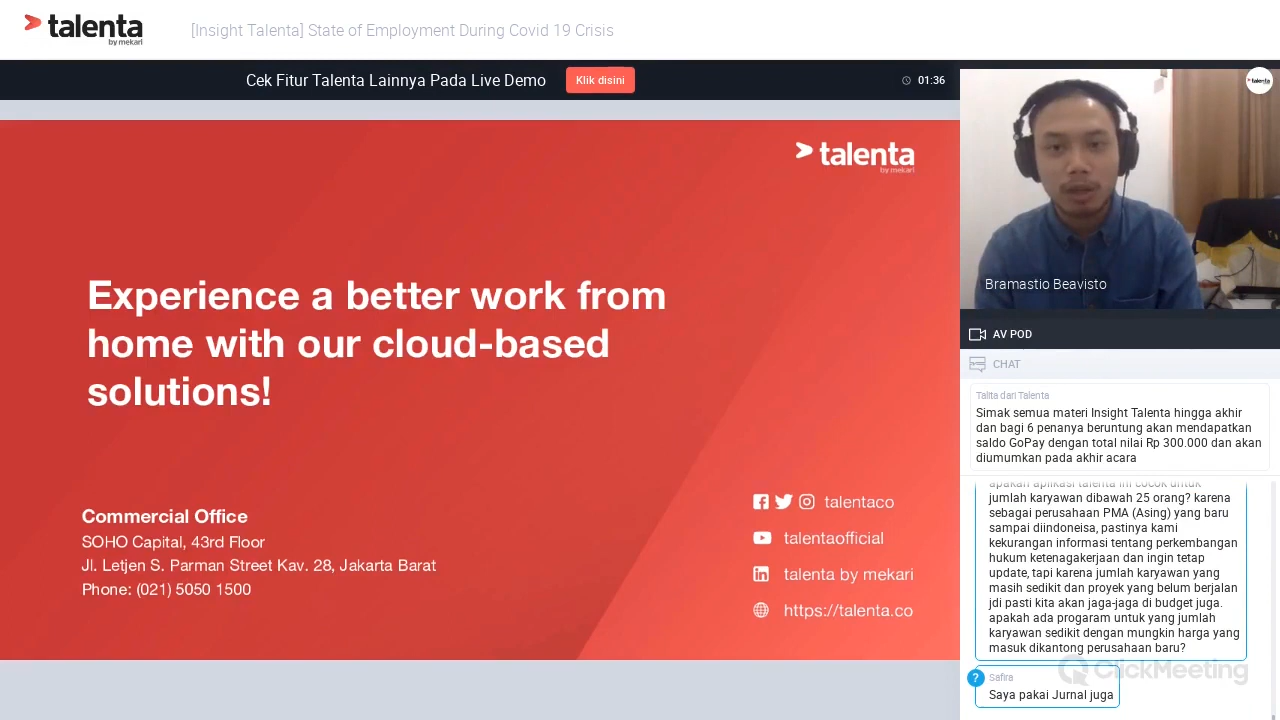 talenta
by mekari
[Insight Talenta] State of Employment During Covid 19 Crisis
Cek Fitur Talenta Lainnya Pada Live Demo
Klik disini
01:36
talenta
by mekari
Experience a better work from
home with our cloud-based
solutions!
Commercial Office
SOHO Capital, 43rd Floor
Jl. Letjen S. Parman Street Kav. 28, Jakarta Barat
Phone: (021) 5050 1500
talentaco
talentaofficial
talenta by mekari
https://talenta.co
talenta
Bramastio Beavisto
AV POD
CHAT
Talita dari Talenta
Simak semua materi Insight Talenta hingga akhir
dan bagi 6 penanya beruntung akan mendapatkan
saldo GoPay dengan total nilai Rp 300.000 dan akan
diumumkan pada akhir acara
apakah aplikasi talenta ini cocok untuk
jumlah karyawan dibawah 25 orang? karena
sebagai perusahaan PMA (Asing) yang baru
sampai diindoneisa, pastinya kami
kekurangan informasi tentang perkembangan
hukum ketenagakerjaan dan ingin tetap
update, tapi karena jumlah karyawan yang
masih sedikit dan proyek yang belum berjalan
jdi pasti kita akan jaga-jaga di budget juga.
apakah ada progaram untuk yang jumlah
karyawan sedikit dengan mungkin harga yang
masuk dikantong perusahaan baru?
ClickMeeting
?
Safira
Saya pakai Jurnal juga